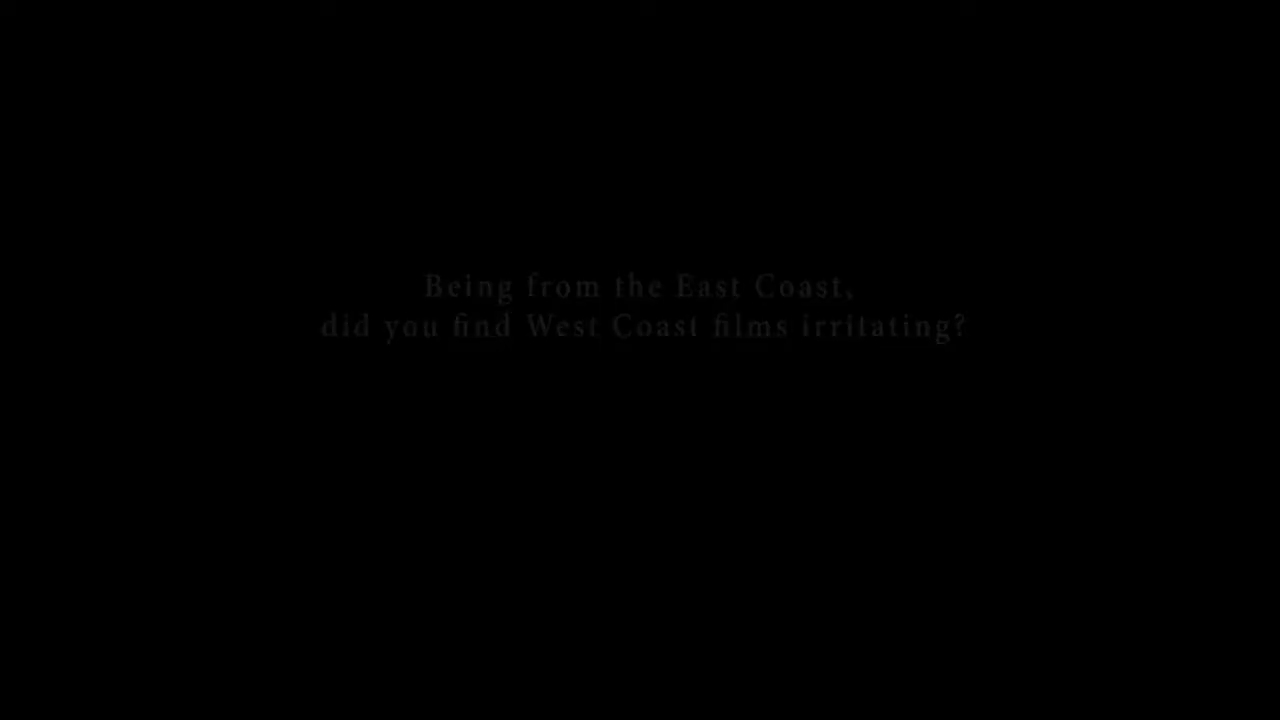 Being from the East Coast,
did you find West Coast films irritating?